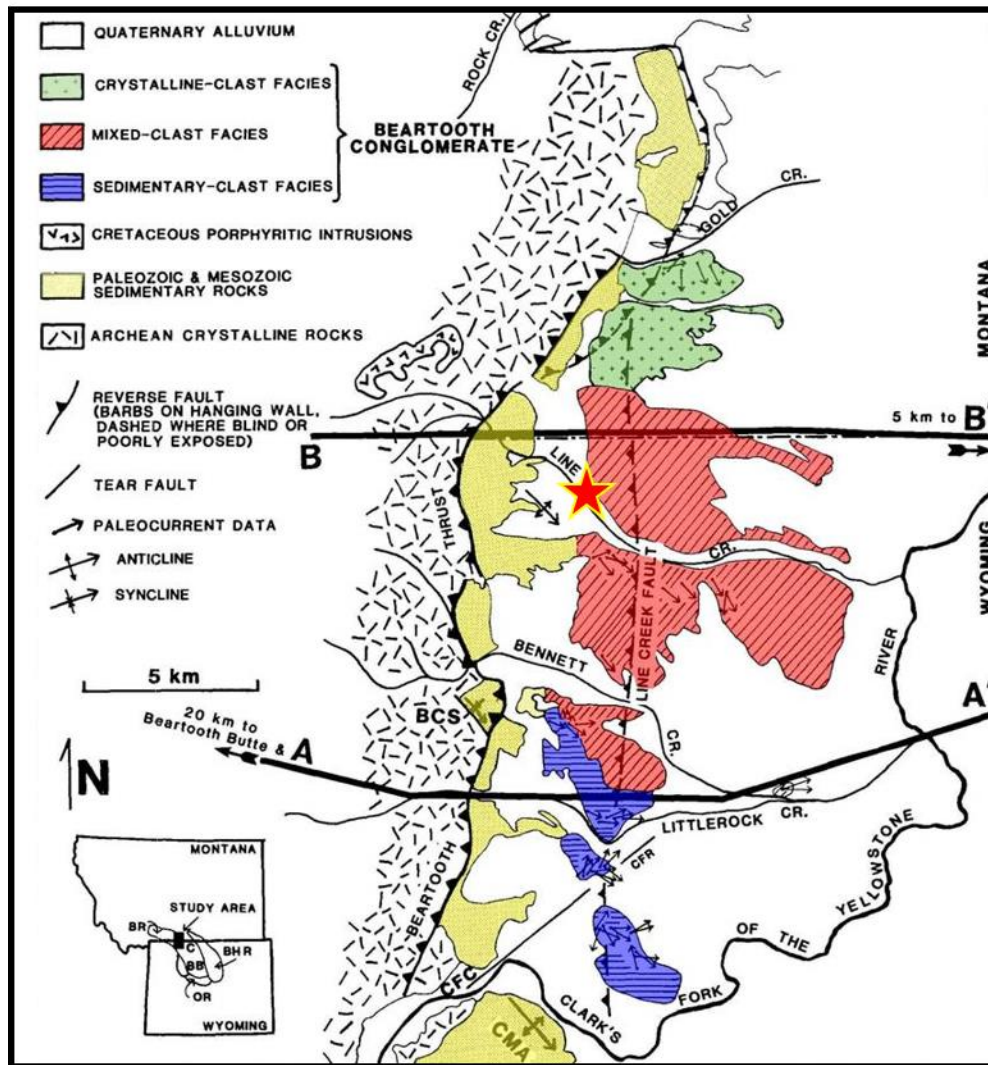 QUATERNARY ALLUVIUM
CRYSTALLINE-CLAST FACIES
MIXED-CLAST FACIES
SEDIMENTARY-CLAST FACIES
BEARTOOTH
CONGLOMERATE
CRETACEOUS PORPHYRITIC INTRUSIONS
PALEOZOIC & MESOZOIC
SEDIMENTARY ROCKS
ARCHEAN CRYSTALLINE ROCKS
REVERSE FAULT
(BARBS ON HANGING WALL,
DASHED WHERE BLIND OR
POORLY EXPOSED)
TEAR FAULT
PALEOCURRENT DATA
ANTICLINE
SYNCLINE
5 km
20 km to
Beartooth Butte & A
N
MONTANA
STUDY AREA
BR
C
BB
BHR
OR
WYOMING
ROCK CR.
GOLD CR.
MONTANA
WYOMING
B
5 km to B'
LINE
CR.
THRUST
LINE CREEK FAULT
BENNETT
CR.
BCS
RIVER
A'
LITTLEROCK CR.
CFR
BEARTOOTH
CFC
CMA
CLARK'S
FORK
OF THE
YELLOWSTONE